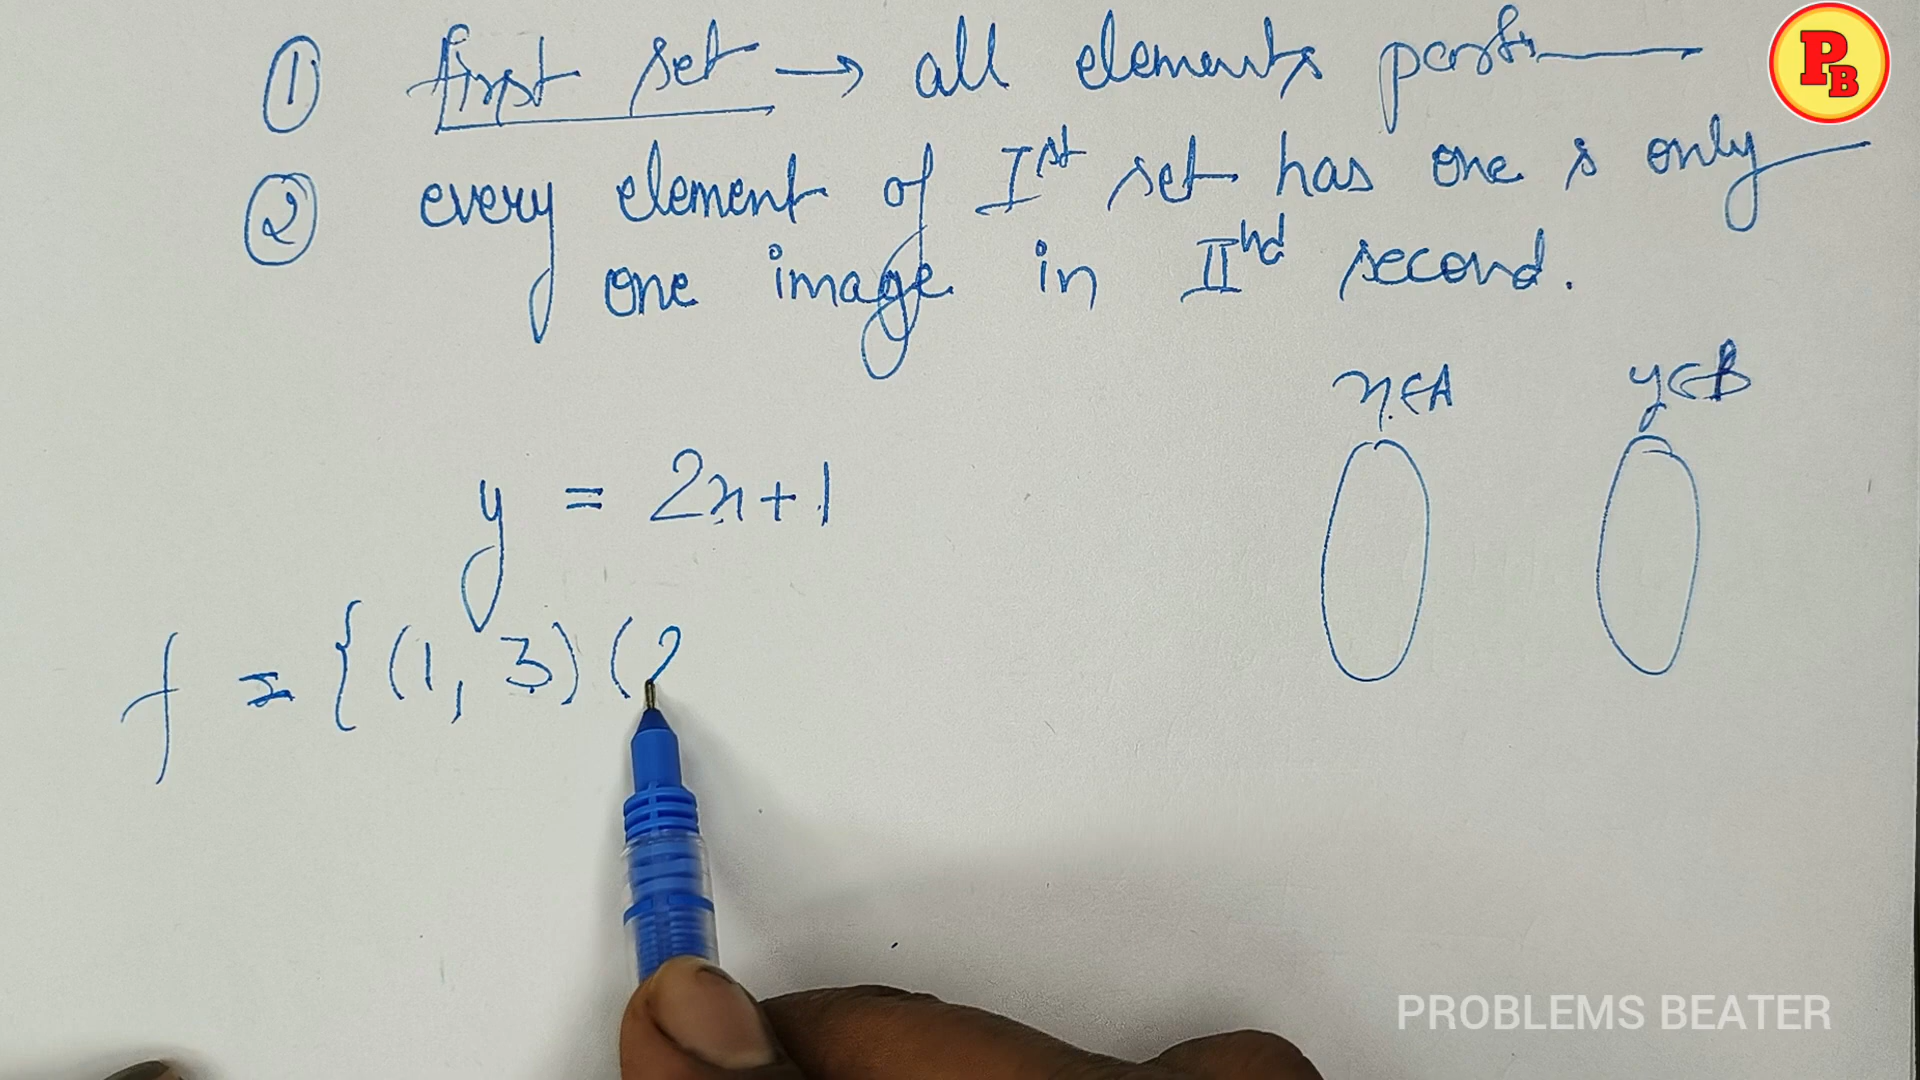 ① first set → all elements
PB
② every element of Ist set has one & only
one image in IInd second.
x ∈ A
y ∈ B
y = 2x+1
f = {(1, 3) (2
PROBLEMS BEATER